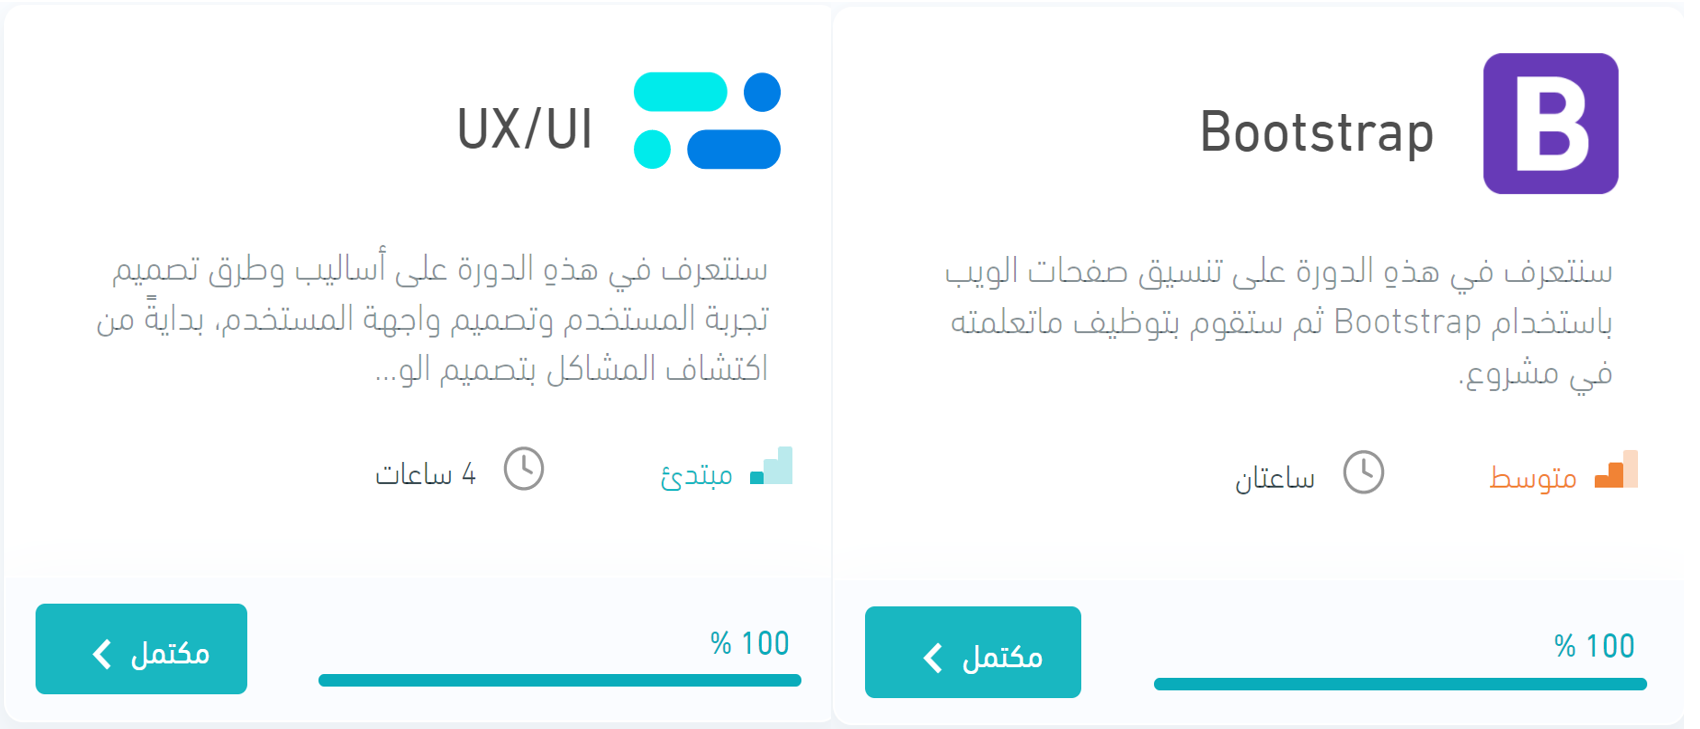 B
Bootstrap
سنتعرف في هذهِ الدورة على تنسيق صفحات الويب
باستخدام Bootstrap ثم ستقوم بتوظيف ماتعلمته
في مشروع.
متوسط
ساعتان
100 %
مكتمل
UX/UI
سنتعرف في هذهِ الدورة على أساليب وطرق تصميم
تجربة المستخدم وتصميم واجهة المستخدم، بدايةً من
اكتشاف المشاكل بتصميم الو...
مبتدئ
4 ساعات
100 %
مكتمل